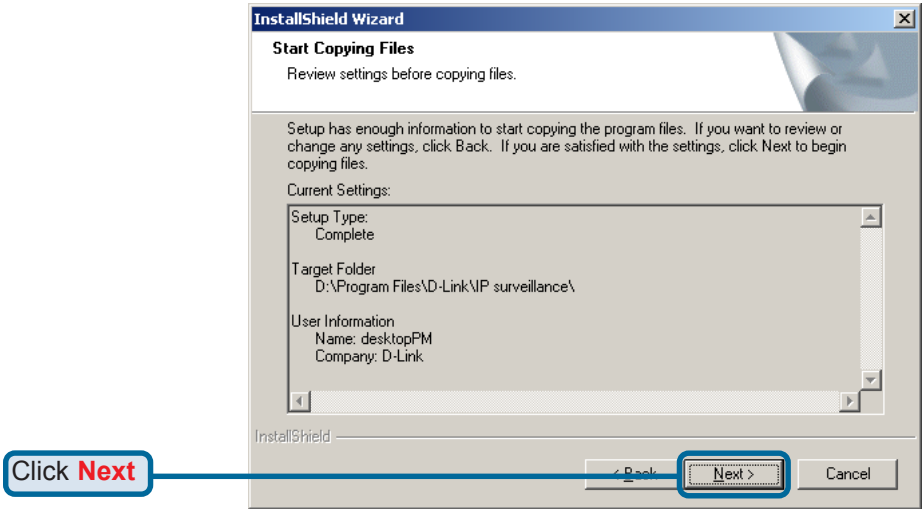 InstallShield Wizard
Start Copying Files
Review settings before copying files.
Setup has enough information to start copying the program files.  If you want to review or
change any settings, click Back.  If you are satisfied with the settings, click Next to begin
copying files.
Current Settings:
Setup Type:
Complete
Target Folder
D:\Program Files\D-Link\IP surveillance\
User Information
Name: desktopPM
Company: D-Link
InstallShield
Click Next
< Back
Next >
Cancel